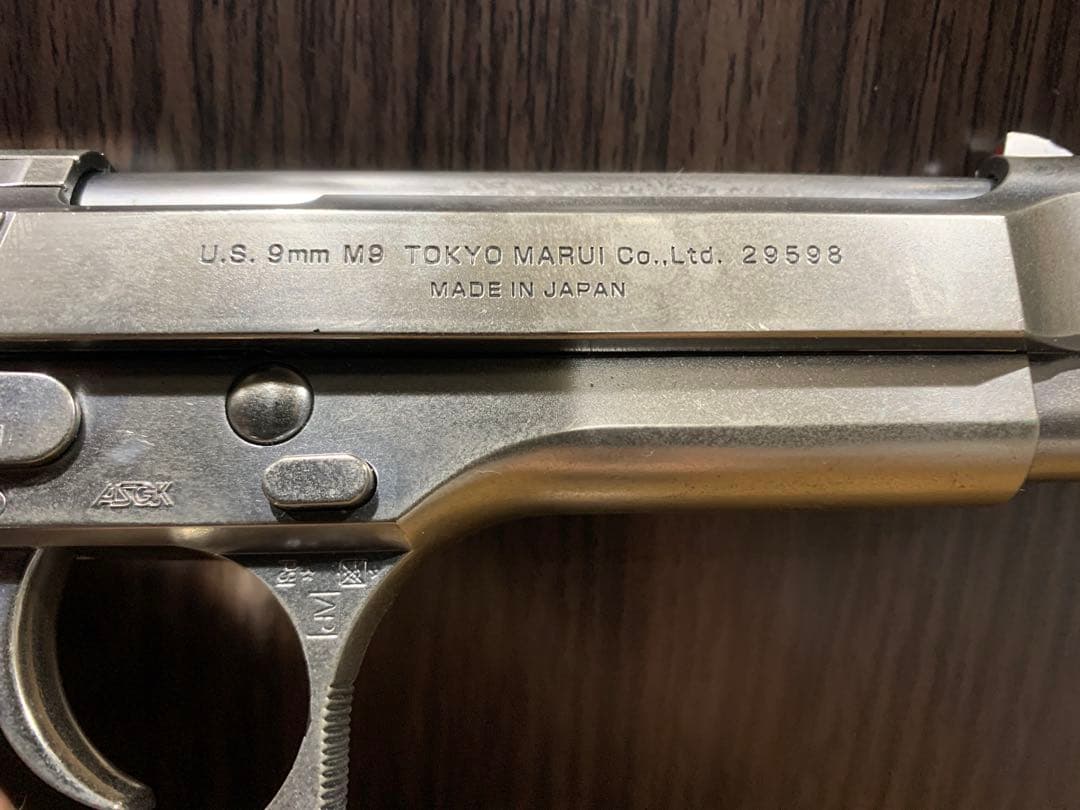 U.S. 9mm M9 TOKYO MARUI Co.,Ltd. 29598
MADE IN JAPAN
ASGK